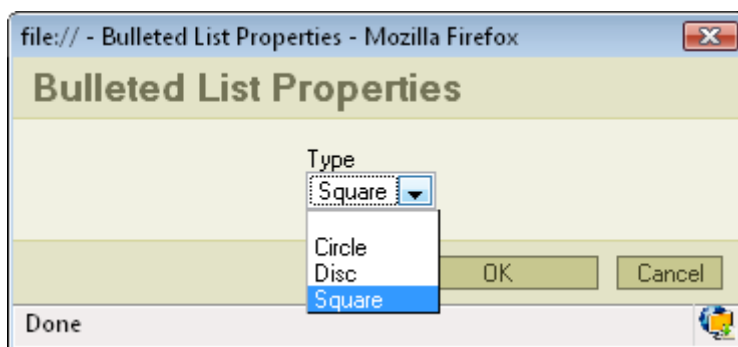 file:// - Bulleted List Properties - Mozilla Firefox
Bulleted List Properties
Type
Square
Circle
Disc
Square
OK
Cancel
Done